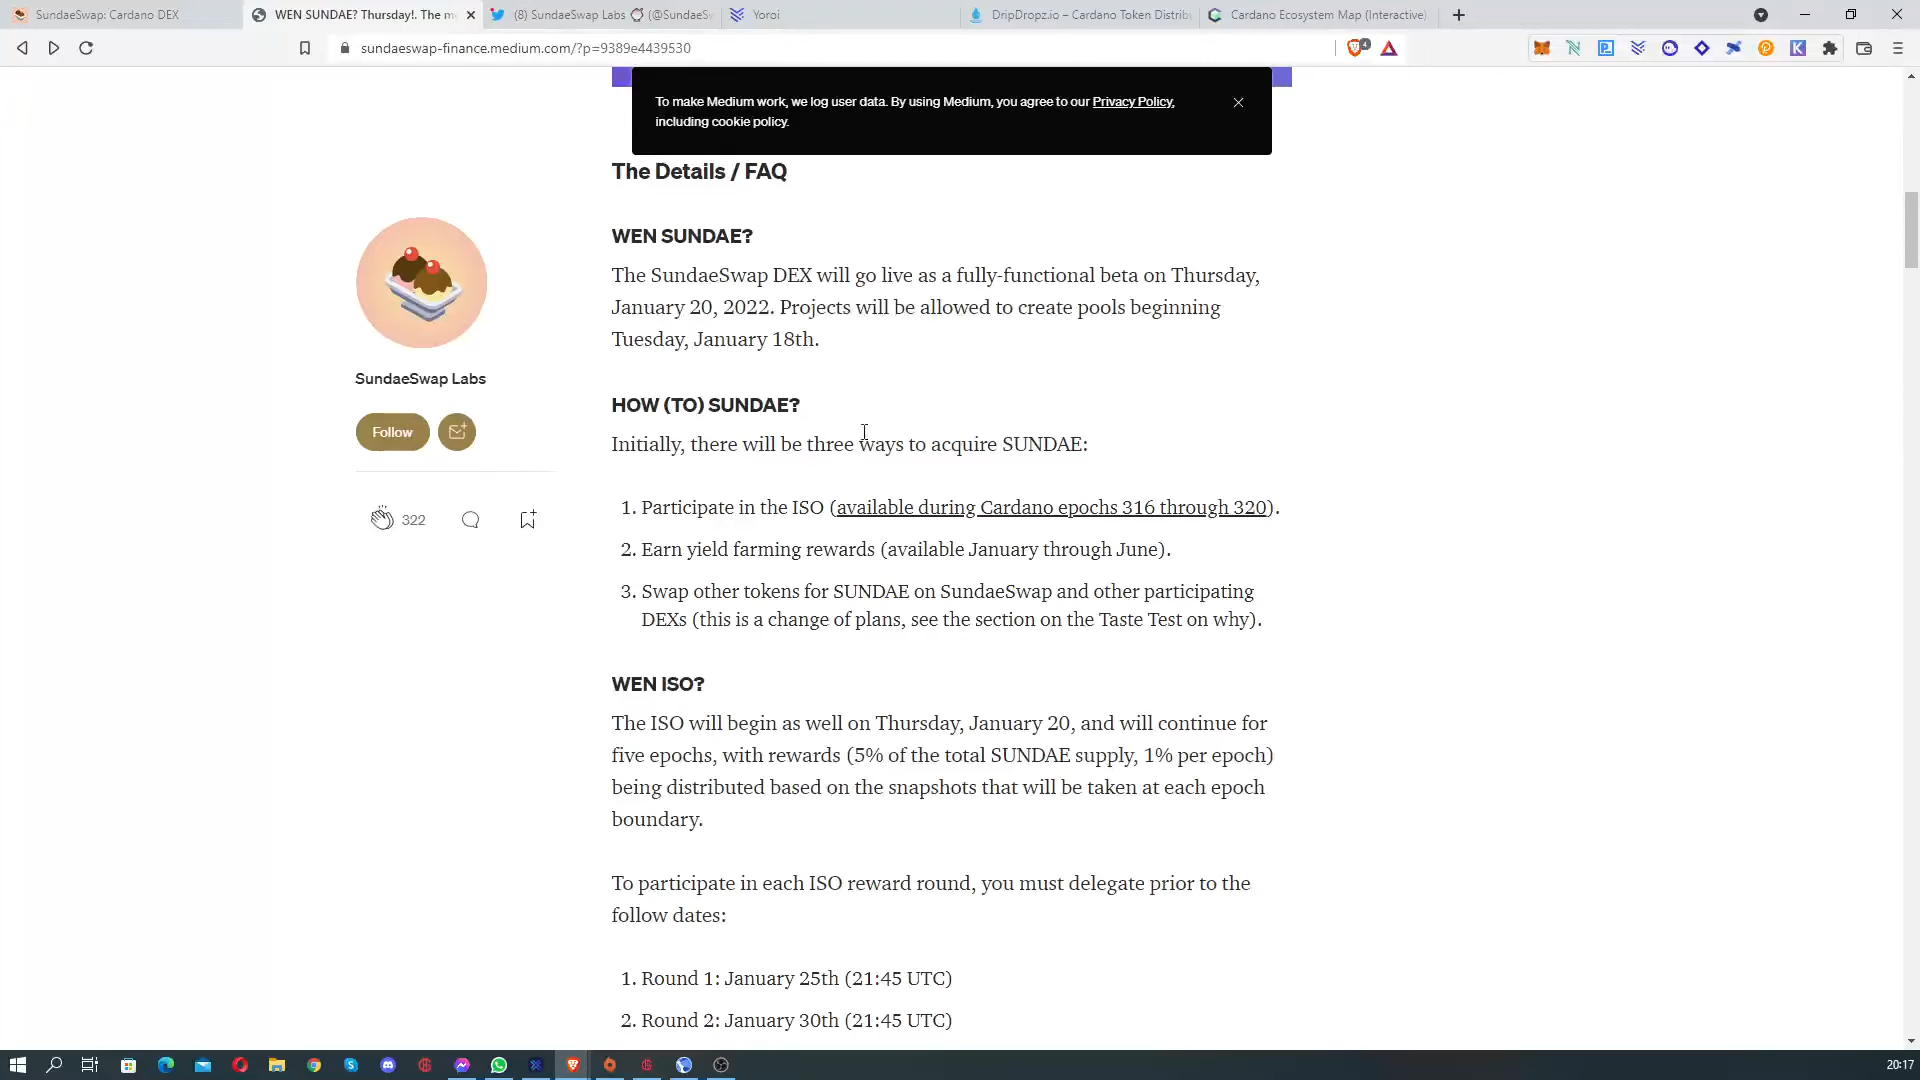 SundaeSwap: Cardano DEX
WEN SUNDAE? Thursday!. The m
(8) SundaeSwap Labs (@SundaeSw
Yoroi
DripDropz.io – Cardano Token Distrib
Cardano Ecosystem Map (Interactive)
sundaeswap-finance.medium.com/?p=9389e4439530
4
To make Medium work, we log user data. By using Medium, you agree to our Privacy Policy,
including cookie policy.
The Details / FAQ
WEN SUNDAE?
The SundaeSwap DEX will go live as a fully-functional beta on Thursday,
January 20, 2022. Projects will be allowed to create pools beginning
Tuesday, January 18th.
SundaeSwap Labs
Follow
322
HOW (TO) SUNDAE?
Initially, there will be three ways to acquire SUNDAE:
1. Participate in the ISO (available during Cardano epochs 316 through 320).
2. Earn yield farming rewards (available January through June).
3. Swap other tokens for SUNDAE on SundaeSwap and other participating
DEXs (this is a change of plans, see the section on the Taste Test on why).
WEN ISO?
The ISO will begin as well on Thursday, January 20, and will continue for
five epochs, with rewards (5% of the total SUNDAE supply, 1% per epoch)
being distributed based on the snapshots that will be taken at each epoch
boundary.
To participate in each ISO reward round, you must delegate prior to the
follow dates:
1. Round 1: January 25th (21:45 UTC)
2. Round 2: January 30th (21:45 UTC)
20:17